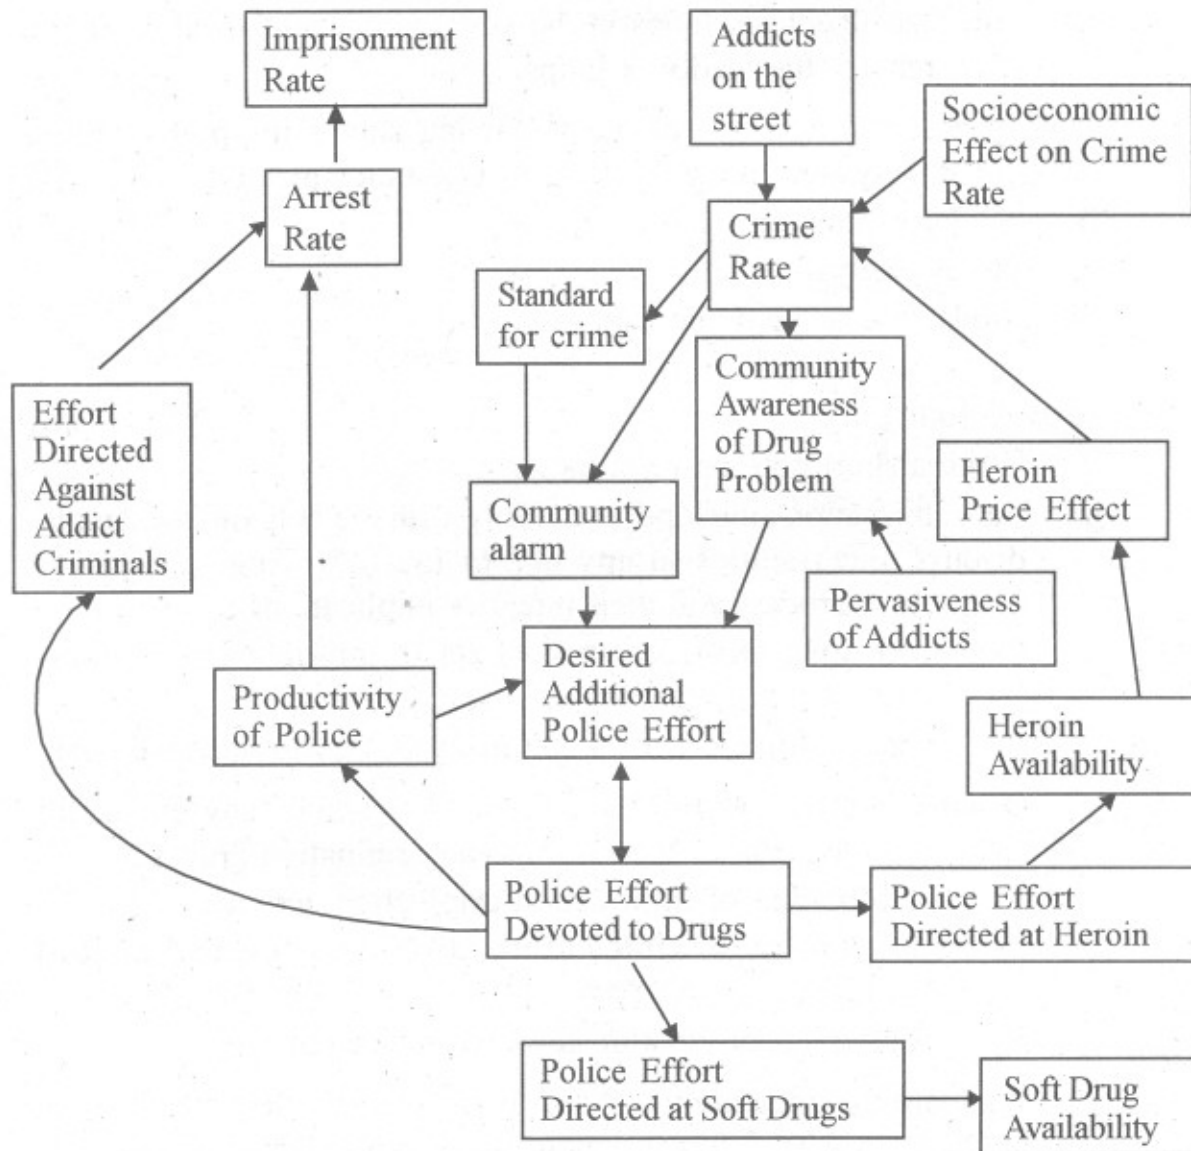 Imprisonment
Rate
Addicts
on the
street
Socioeconomic
Effect on Crime
Rate
Arrest
Rate
Crime
Rate
Standard
for crime
Community
Awareness
of Drug
Problem
Effort
Directed
Against
Addict
Criminals
Heroin
Price Effect
Community
alarm
Pervasiveness
of Addicts
Desired
Additional
Police Effort
Productivity
of Police
Heroin
Availability
Police Effort
Devoted to Drugs
Police Effort
Directed at Heroin
Police Effort
Directed at Soft Drugs
Soft Drug
Availability